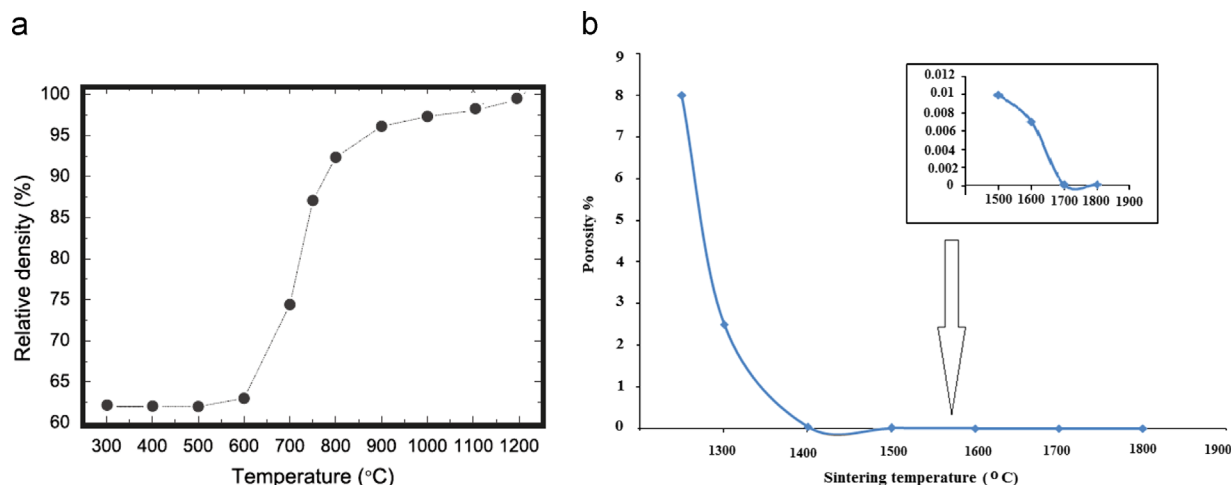 a
Relative density (%)
100
95
90
85
80
75
70
65
60
300 400 500 600 700 800 900 1000 1100 1200
Temperature (°C)
b
Porosity %
9
8
7
6
5
4
3
2
1
0
1300 1400 1500 1600 1700 1800 1900
Sintering temperature (°C)
0.012
0.01
0.008
0.006
0.004
0.002
0
1500 1600 1700 1800 1900